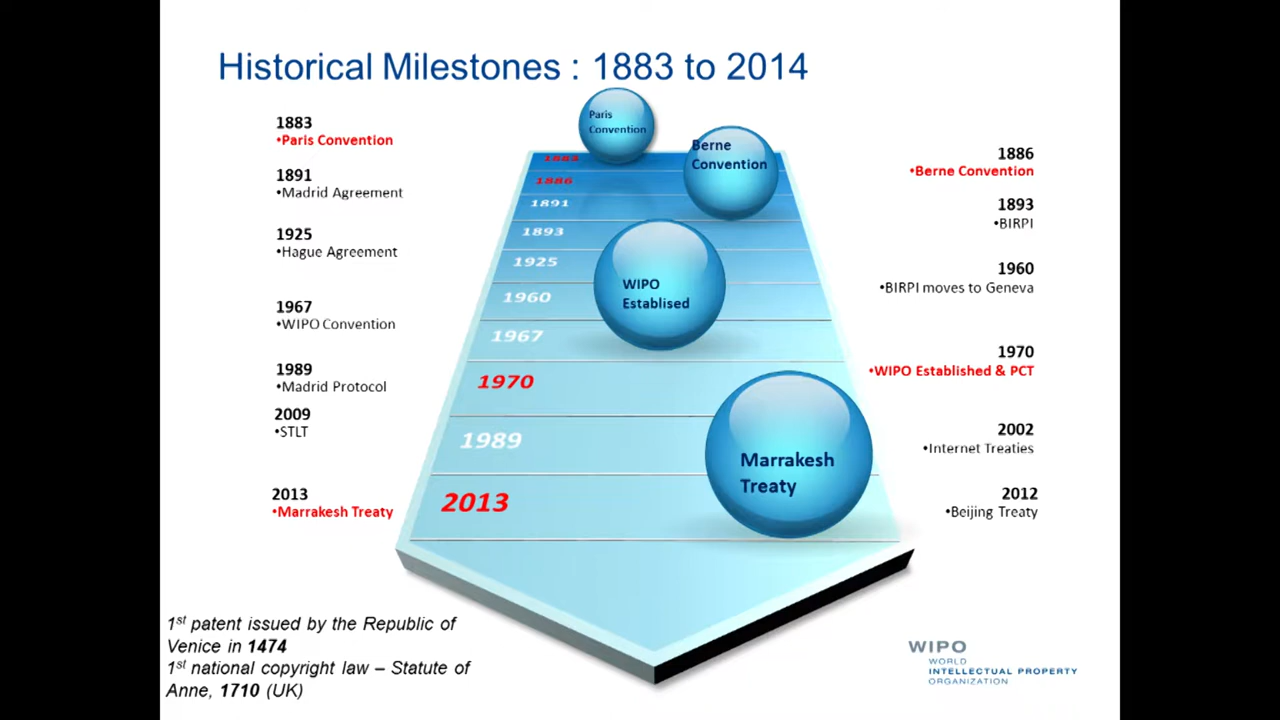 Historical Milestones : 1883 to 2014
1883
•Paris Convention
1891
•Madrid Agreement
1925
•Hague Agreement
1967
•WIPO Convention
1989
•Madrid Protocol
2009
•STLT
2013
•Marrakesh Treaty
Paris
Convention
Berne
Convention
WIPO
Establised
Marrakesh
Treaty
1883
1886
1891
1893
1925
1960
1967
1970
1989
2013
1886
•Berne Convention
1893
•BIRPI
1960
•BIRPI moves to Geneva
1970
•WIPO Established & PCT
2002
•Internet Treaties
2012
•Beijing Treaty
1st patent issued by the Republic of
Venice in 1474
1st national copyright law – Statute of
Anne, 1710 (UK)
WIPO
WORLD
INTELLECTUAL PROPERTY
ORGANIZATION